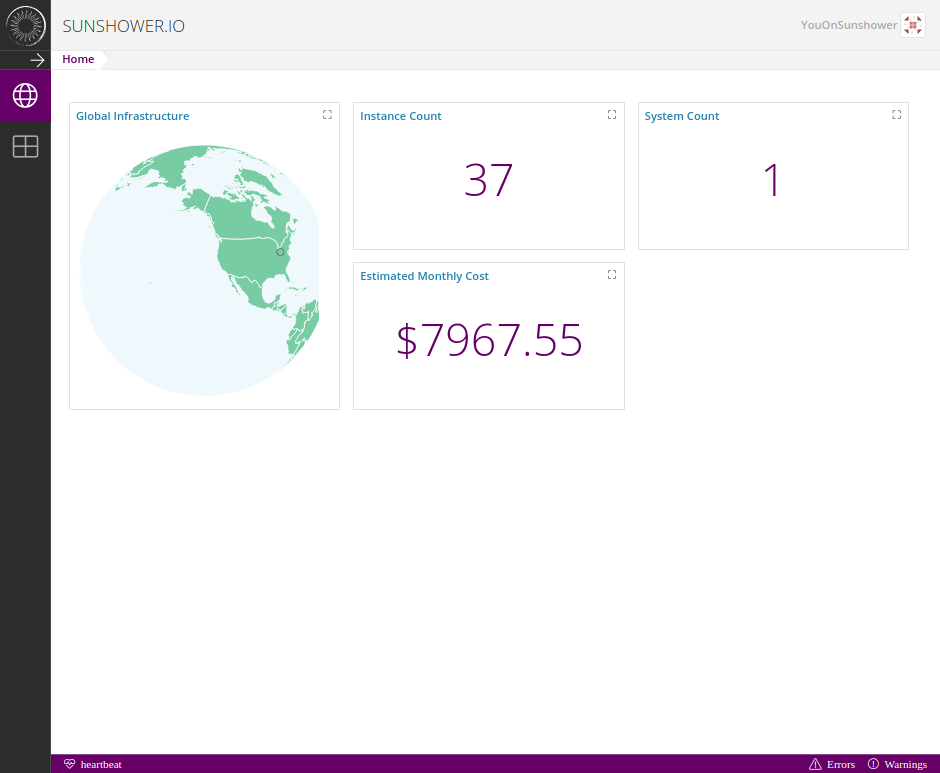 SUNSHOWER.IO
YouOnSunshower
Home
Global Infrastructure
Instance Count
37
System Count
1
Estimated Monthly Cost
$7967.55
heartbeat
Errors
Warnings